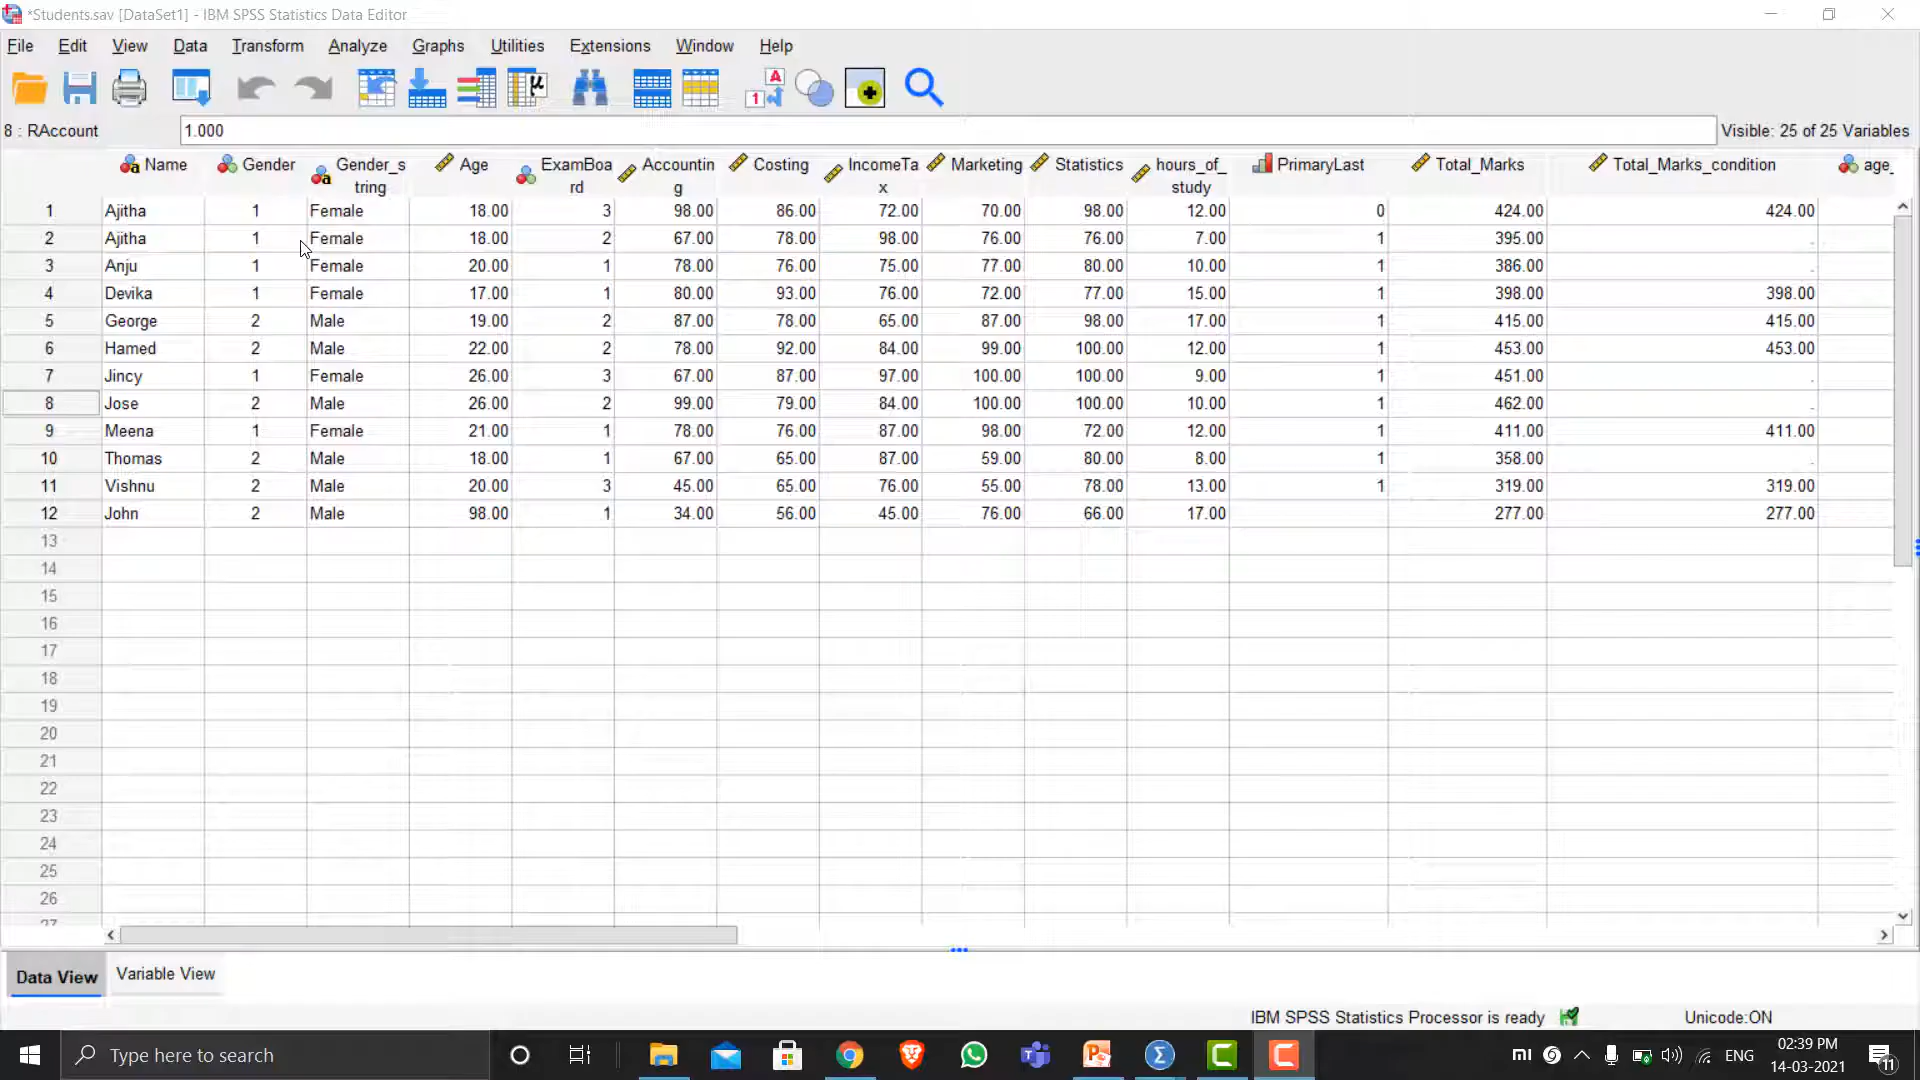 *Students.sav [DataSet1] - IBM SPSS Statistics Data Editor
File Edit View Data Transform Analyze Graphs Utilities Extensions Window Help
8 : RAccount 1.000 Visible: 25 of 25 Variables
Name Gender Gender_string Age ExamBoard Accounting Costing IncomeTax Marketing Statistics hours_of_study PrimaryLast Total_Marks Total_Marks_condition age_
1 Ajitha 1 Female 18.00 3 98.00 86.00 72.00 70.00 98.00 12.00 0 424.00 424.00
2 Ajitha 1 Female 18.00 2 67.00 78.00 98.00 76.00 76.00 7.00 1 395.00 .
3 Anju 1 Female 20.00 1 78.00 76.00 75.00 77.00 80.00 10.00 1 386.00 .
4 Devika 1 Female 17.00 1 80.00 93.00 76.00 72.00 77.00 15.00 1 398.00 398.00
5 George 2 Male 19.00 2 87.00 78.00 65.00 87.00 98.00 17.00 1 415.00 415.00
6 Hamed 2 Male 22.00 2 78.00 92.00 84.00 99.00 100.00 12.00 1 453.00 453.00
7 Jincy 1 Female 26.00 3 67.00 87.00 97.00 100.00 100.00 9.00 1 451.00 .
8 Jose 2 Male 26.00 2 99.00 79.00 84.00 100.00 100.00 10.00 1 462.00 .
9 Meena 1 Female 21.00 1 78.00 76.00 87.00 98.00 72.00 12.00 1 411.00 411.00
10 Thomas 2 Male 18.00 1 67.00 65.00 87.00 59.00 80.00 8.00 1 358.00 .
11 Vishnu 2 Male 20.00 3 45.00 65.00 76.00 55.00 78.00 13.00 1 319.00 319.00
12 John 2 Male 98.00 1 34.00 56.00 45.00 76.00 66.00 17.00 277.00 277.00
13
14
15
16
17
18
19
20
21
22
23
24
25
26
27
Data View Variable View
IBM SPSS Statistics Processor is ready Unicode:ON
Type here to search
ENG 02:39 PM
14-03-2021
11